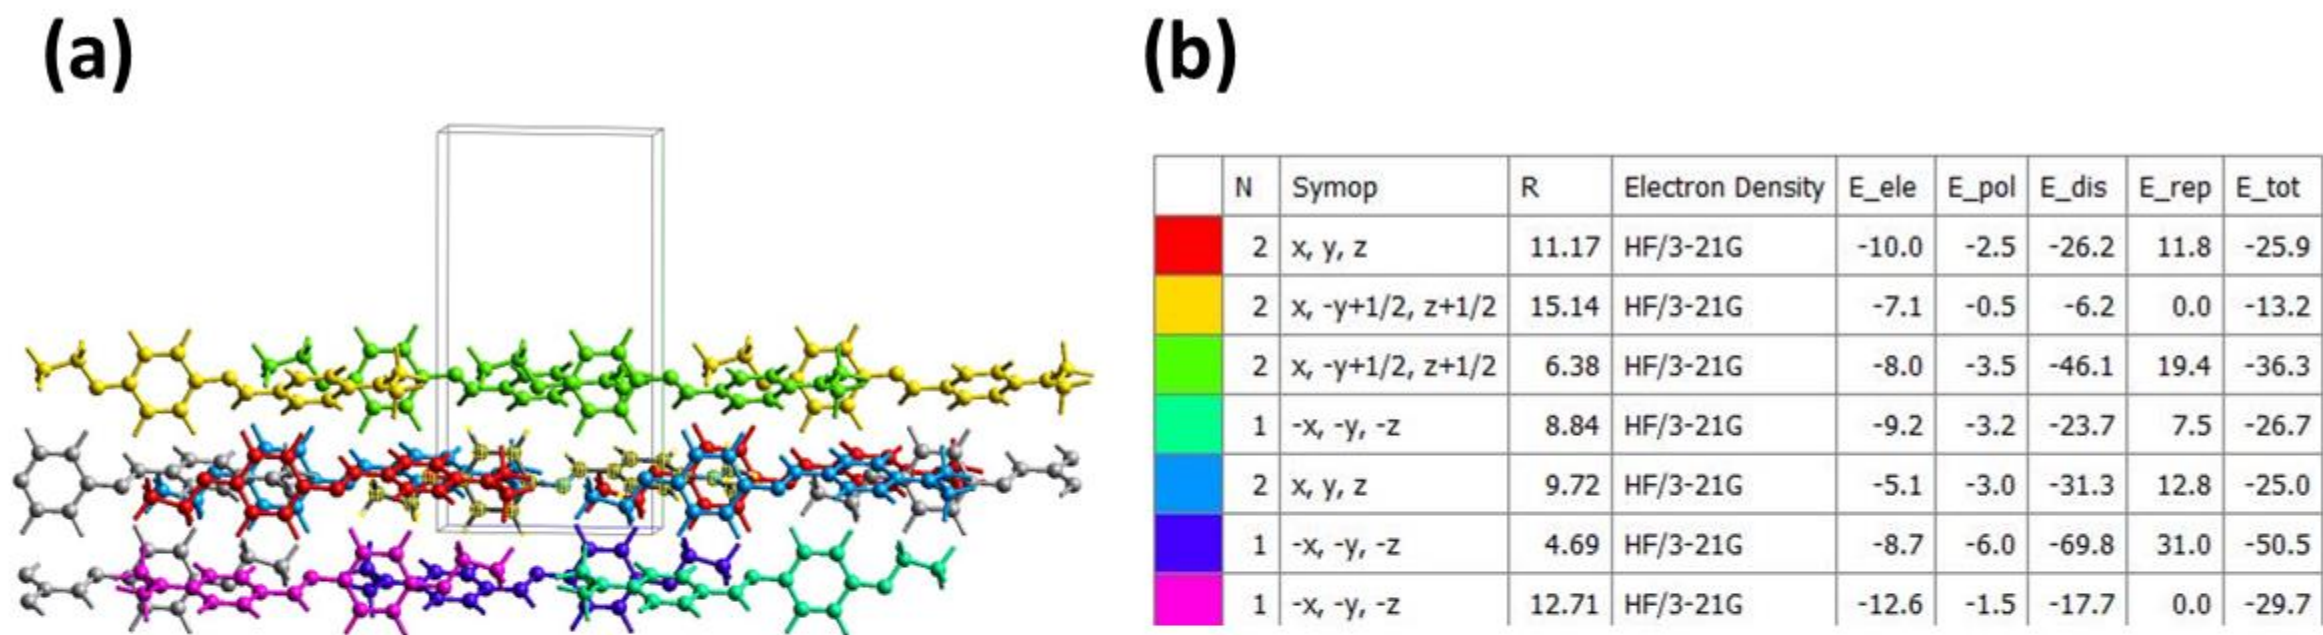 (a)
(b)
N Symop R Electron Density E_ele E_pol E_dis E_rep E_tot
2 x, y, z 11.17 HF/3-21G -10.0 -2.5 -26.2 11.8 -25.9
2 x, -y+1/2, z+1/2 15.14 HF/3-21G -7.1 -0.5 -6.2 0.0 -13.2
2 x, -y+1/2, z+1/2 6.38 HF/3-21G -8.0 -3.5 -46.1 19.4 -36.3
1 -x, -y, -z 8.84 HF/3-21G -9.2 -3.2 -23.7 7.5 -26.7
2 x, y, z 9.72 HF/3-21G -5.1 -3.0 -31.3 12.8 -25.0
1 -x, -y, -z 4.69 HF/3-21G -8.7 -6.0 -69.8 31.0 -50.5
1 -x, -y, -z 12.71 HF/3-21G -12.6 -1.5 -17.7 0.0 -29.7